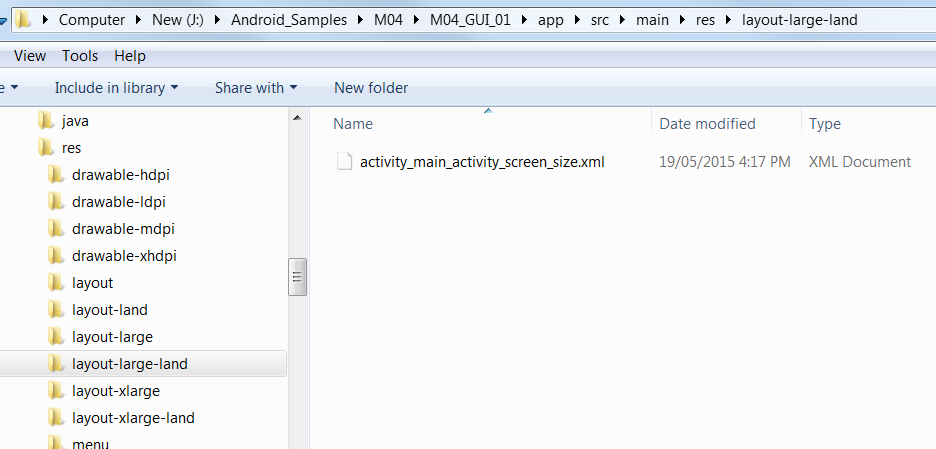 Computer New (J:) Android_Samples M04 M04_GUI_01 app src main res layout-large-land
View Tools Help
e Include in library Share with New folder
java
res
drawable-hdpi
drawable-ldpi
drawable-mdpi
drawable-xhdpi
layout
layout-land
layout-large
layout-large-land
layout-xlarge
layout-xlarge-land
menu
Name Date modified Type
activity_main_activity_screen_size.xml 19/05/2015 4:17 PM XML Document